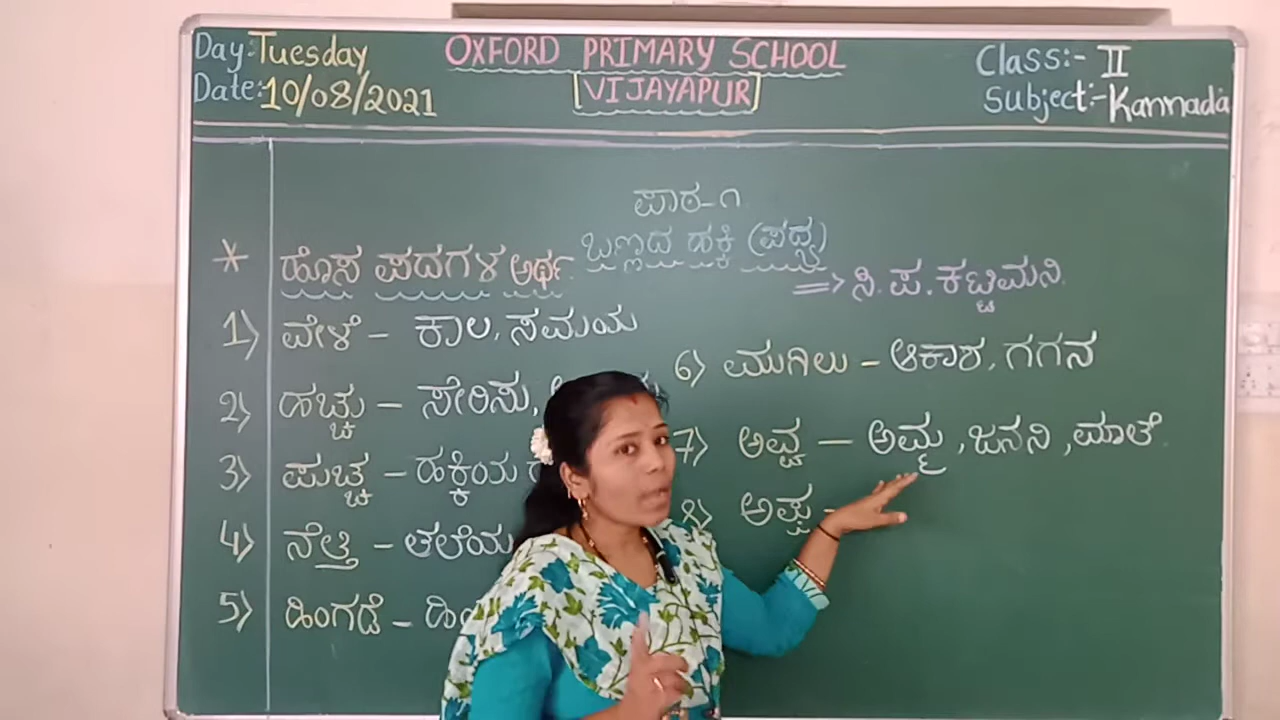 Day:Tuesday
Date:10/08/2021
OXFORD PRIMARY SCHOOL
[VIJAYAPUR]
Class:- II
Subject:-Kannada
ಪಾಠ-೧
ಬಣ್ಣದ ಹಕ್ಕಿ (ಪದ್ಯ)
=> ಸಿ. ಪ. ಕಟ್ಟಿಮನಿ.
* ಹೊಸ ಪದಗಳ ಅರ್ಥ.
1) ವೇಳೆ - ಕಾಲ, ಸಮಯ
2) ಹಚ್ಚು - ಸೇರಿಸು,
3) ಪುಚ್ಚ - ಹಕ್ಕಿಯ
4) ನೆತ್ತಿ - ತಲೆಯ
5) ಹಿಂಗಡೆ -
6) ಮುಗಿಲು - ಆಕಾಶ, ಗಗನ
7) ಅವ್ವ - ಅಮ್ಮ, ಜನನಿ, ಮಾತೆ
8) ಅಪ್ಪ -